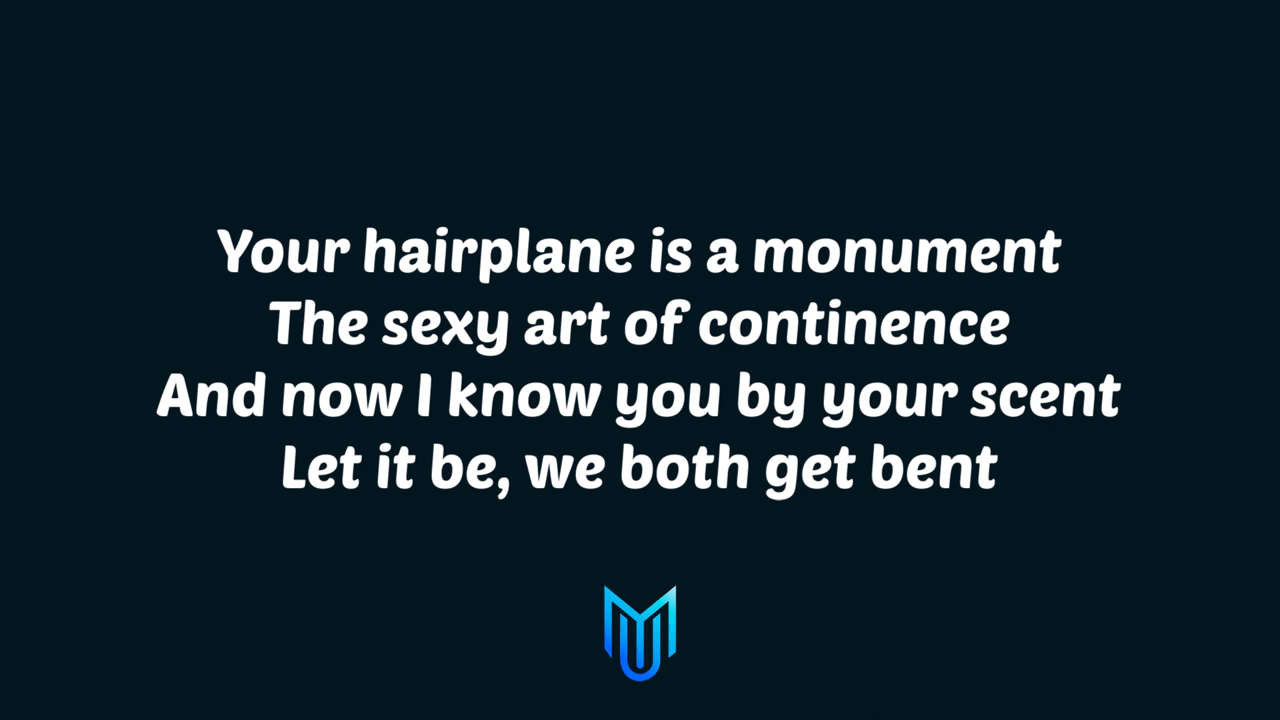 Your hairplane is a monument
The sexy art of continence
And now I know you by your scent
Let it be, we both get bent